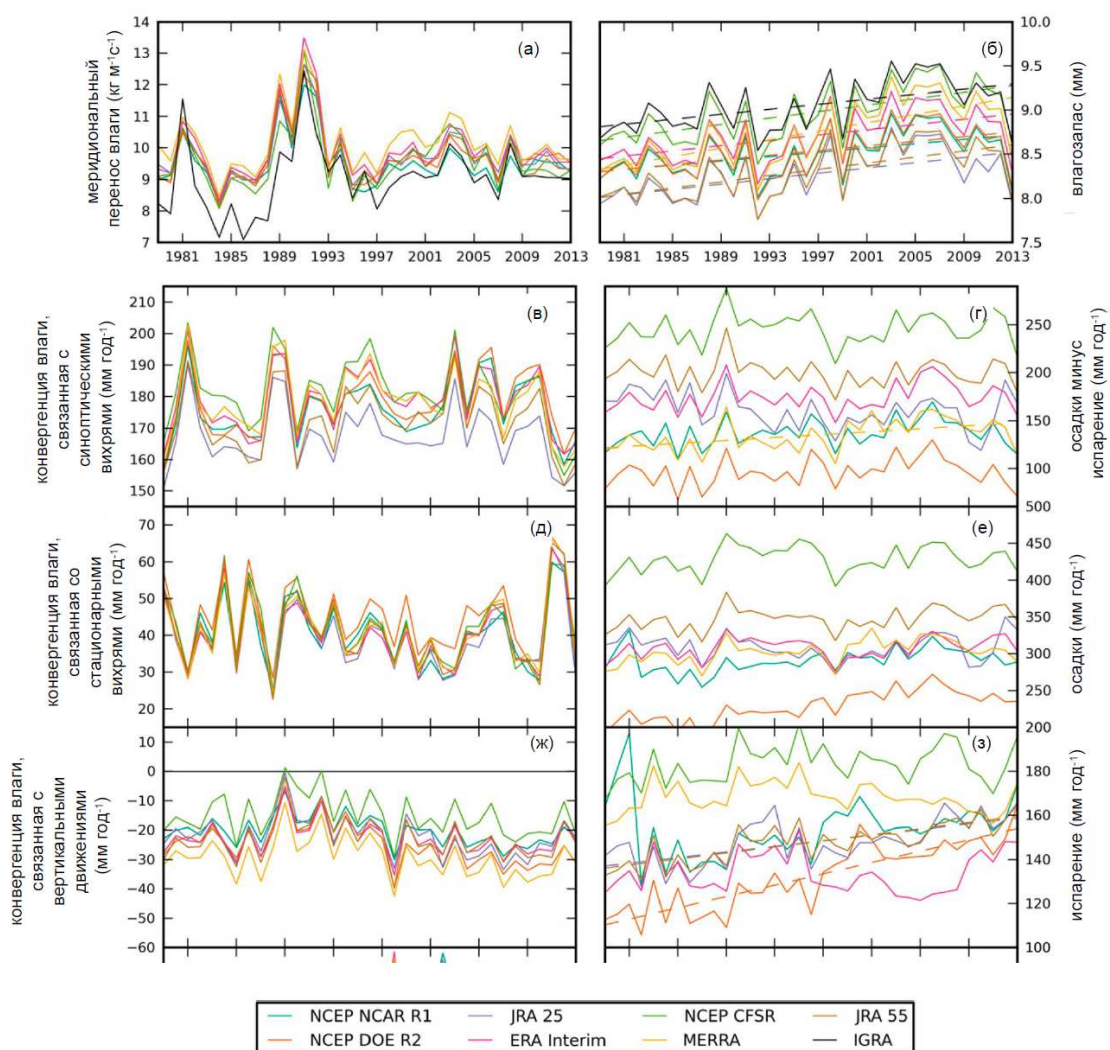 (а)
меридиональный
перенос влаги (кг м⁻¹с⁻¹)
14
13
12
11
10
9
8
7
1981 1985 1989 1993 1997 2001 2005 2009 2013
(б)
10.0
9.5
9.0
8.5
8.0
7.5
влагозапас (мм)
1981 1985 1989 1993 1997 2001 2005 2009 2013
(в)
конвергенция влаги,
связанная с
синоптическими
вихрями (мм год⁻¹)
210
200
190
180
170
160
150
(г)
250
200
150
100
500
осадки минус
испарение (мм год⁻¹)
(д)
конвергенция влаги,
связанная со
стационарными
вихрями (мм год⁻¹)
70
60
50
40
30
20
(е)
450
400
350
300
250
200
осадки (мм год⁻¹)
(ж)
конвергенция влаги,
связанная с
вертикальными
движениями
(мм год⁻¹)
10
0
−10
−20
−30
−40
−50
−60
(з)
200
180
160
140
120
100
испарение (мм год⁻¹)
NCEP NCAR R1 JRA 25 NCEP CFSR JRA 55
NCEP DOE R2 ERA Interim MERRA IGRA